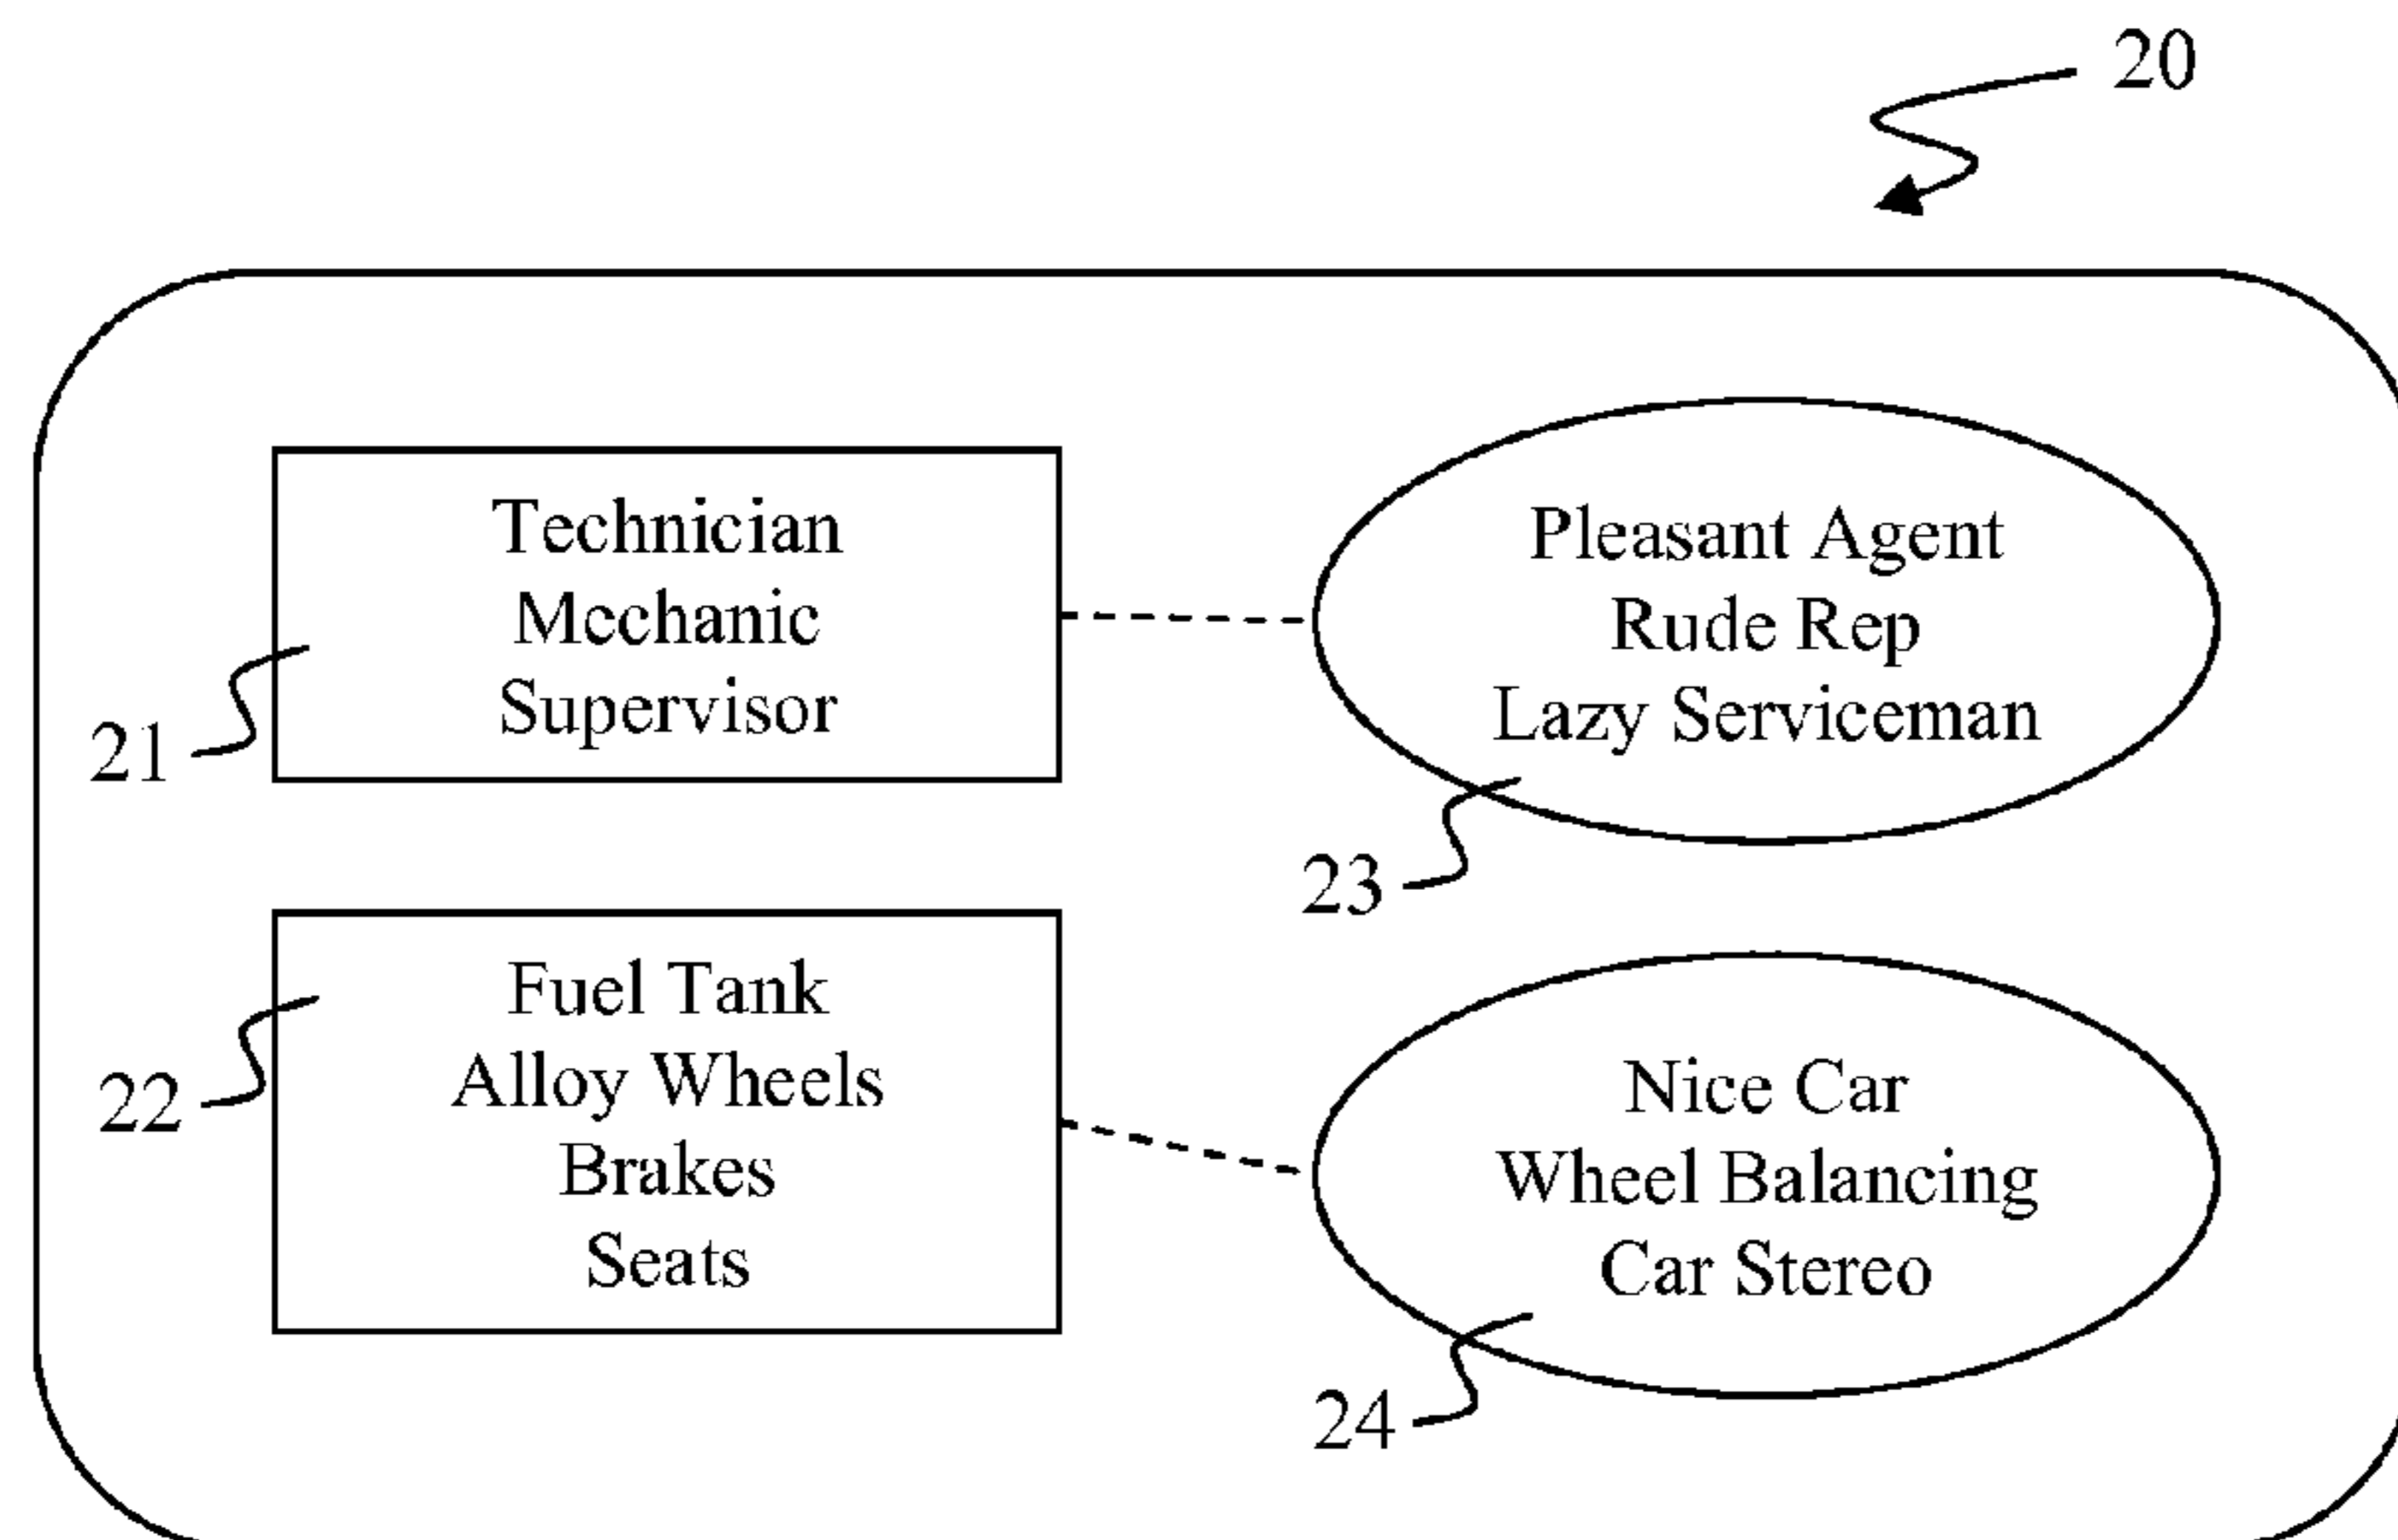 20
Technician
Mechanic
Supervisor
21
Pleasant Agent
Rude Rep
Lazy Serviceman
23
Fuel Tank
Alloy Wheels
Brakes
Seats
22
Nice Car
Wheel Balancing
Car Stereo
24